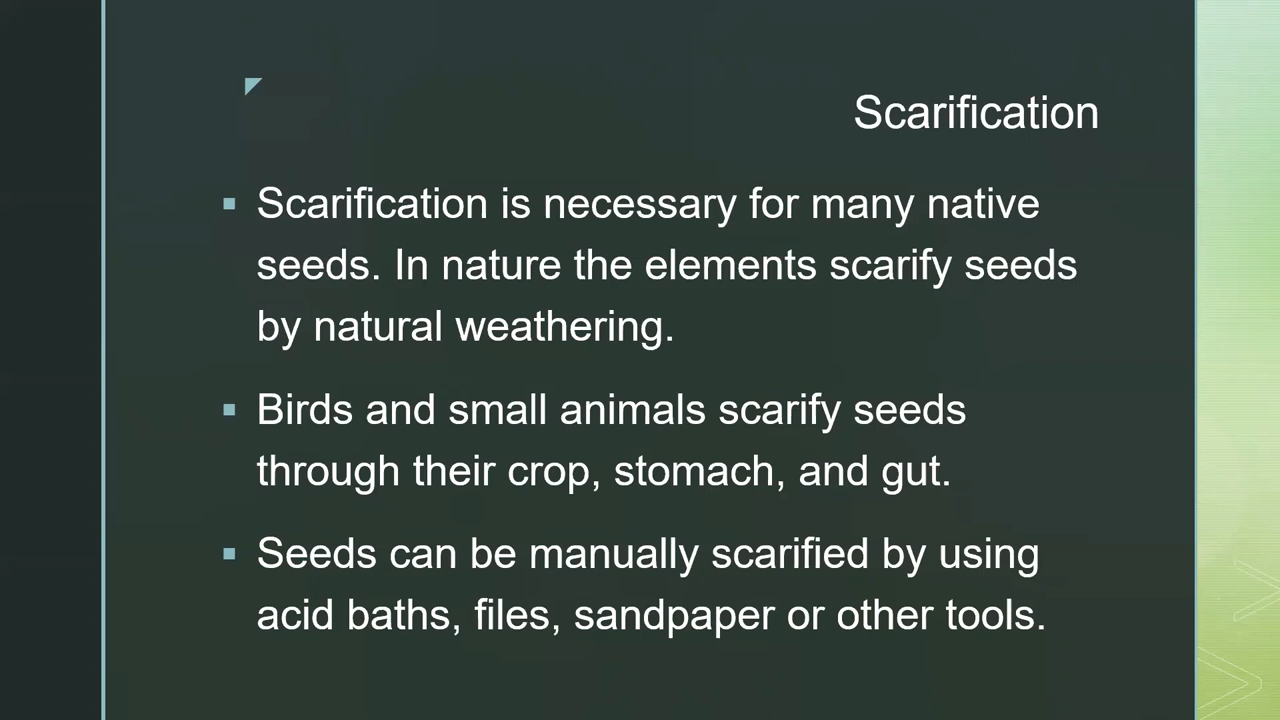 Scarification
Scarification is necessary for many native
seeds. In nature the elements scarify seeds
by natural weathering.
Birds and small animals scarify seeds
through their crop, stomach, and gut.
Seeds can be manually scarified by using
acid baths, files, sandpaper or other tools.